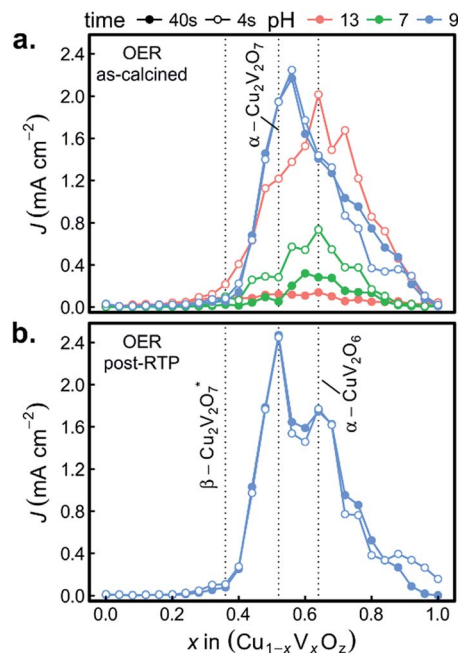 time 40s 4s pH 13 7 9
a.
OER
as-calcined
α – Cu2V2O7
J (mA cm−2)
2.4
2.0
1.6
1.2
0.8
0.4
0.0
b.
OER
post-RTP
β – Cu2V2O7*
α – CuV2O6
J (mA cm−2)
2.4
2.0
1.6
1.2
0.8
0.4
0.0
0.0 0.2 0.4 0.6 0.8 1.0
x in (Cu1−xVxOz)